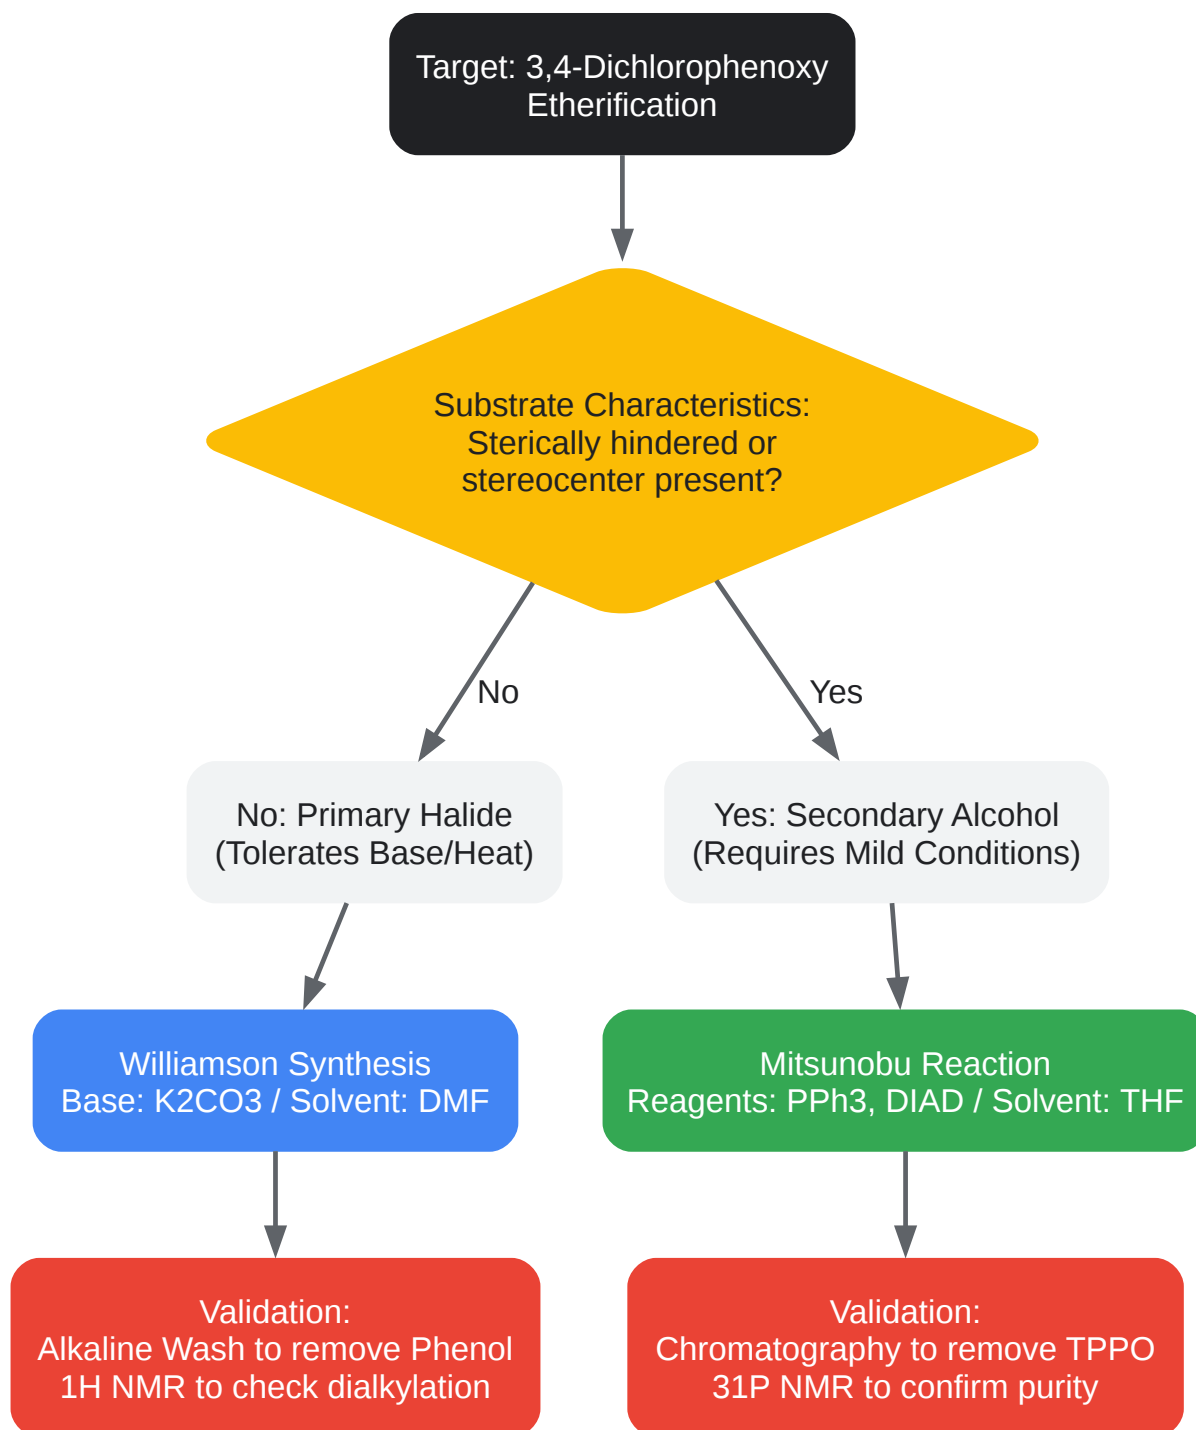 Target: 3,4-Dichlorophenoxy
Etherification
Substrate Characteristics:
Sterically hindered or
stereocenter present?
No
Yes
No: Primary Halide
(Tolerates Base/Heat)
Yes: Secondary Alcohol
(Requires Mild Conditions)
Williamson Synthesis
Base: K2CO3 / Solvent: DMF
Mitsunobu Reaction
Reagents: PPh3, DIAD / Solvent: THF
Validation:
Alkaline Wash to remove Phenol
1H NMR to check dialkylation
Validation:
Chromatography to remove TPPO
31P NMR to confirm purity